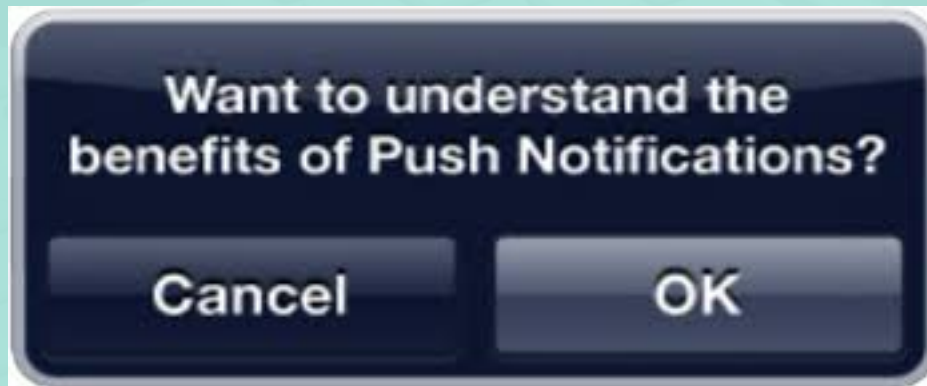 Want to understand the
benefits of Push Notifications?
Cancel
OK